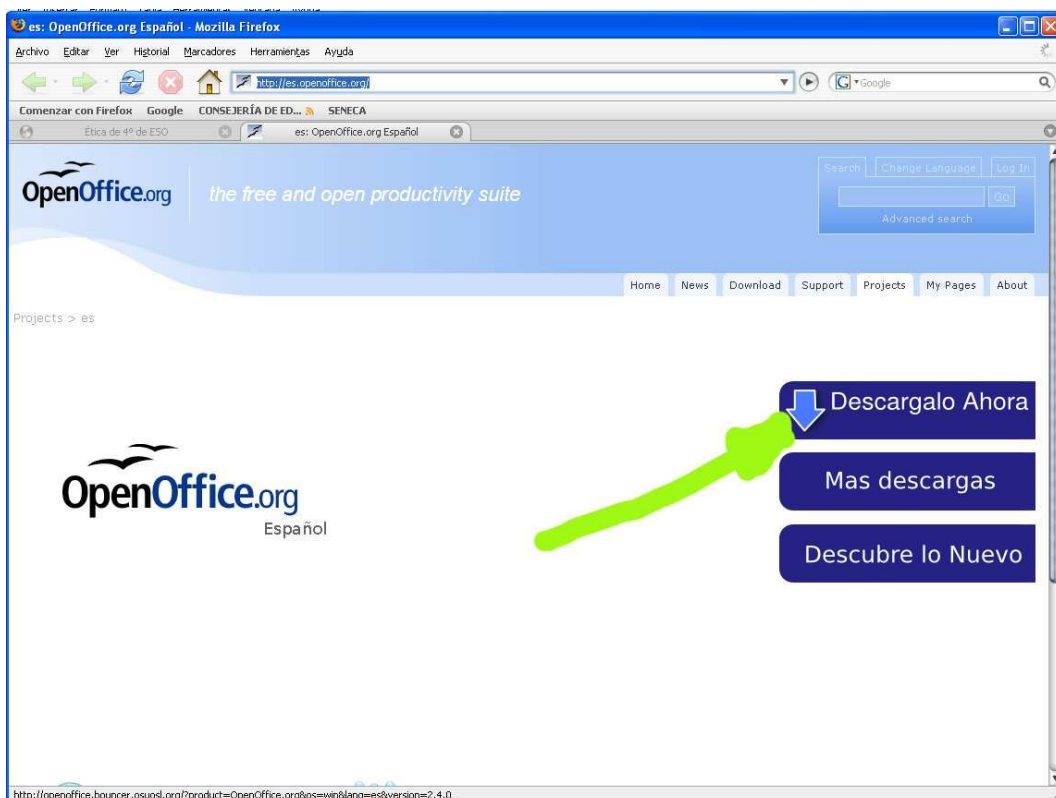 es: OpenOffice.org Español - Mozilla Firefox
Archivo Editar Ver Historial Marcadores Herramientas Ayuda
http://es.openoffice.org/ Google
Comenzar con Firefox Google CONSEJERÍA DE ED... SENECA
Ética de 4º de ESO es: OpenOffice.org Español
OpenOffice.org the free and open productivity suite
Search Change Language Log In
Go
Advanced search
Home News Download Support Projects My Pages About
Projects > es
Descargalo Ahora
Mas descargas
Descubre lo Nuevo
OpenOffice.org
Español
http://openoffice.bouncer.osuosl.org/?product=OpenOffice.org&os=win&lang=es&version=2.4.0